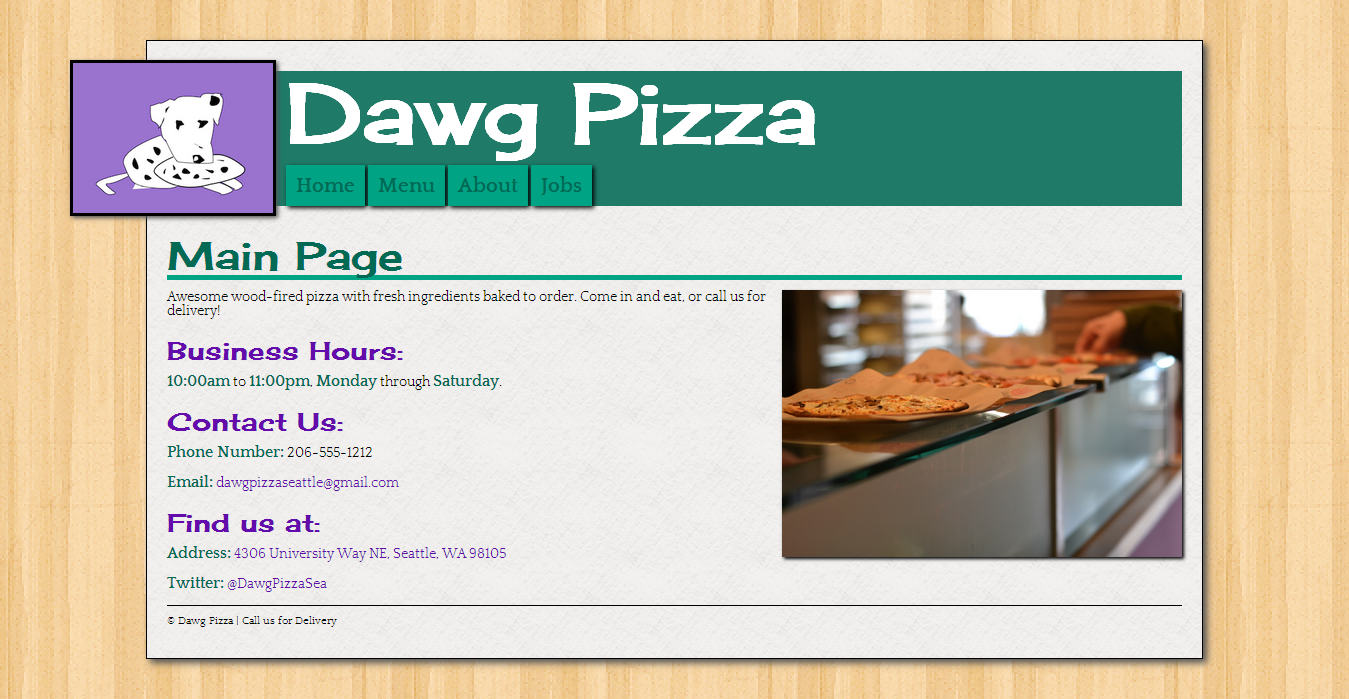 Dawg Pizza
Home Menu About Jobs
Main Page
Awesome wood-fired pizza with fresh ingredients baked to order. Come in and eat, or call us for
delivery!
Business Hours:
10:00am to 11:00pm, Monday through Saturday.
Contact Us:
Phone Number: 206-555-1212
Email: dawgpizzaseattle@gmail.com
Find us at:
Address: 4306 University Way NE, Seattle, WA 98105
Twitter: @DawgPizzaSea
© Dawg Pizza | Call us for Delivery